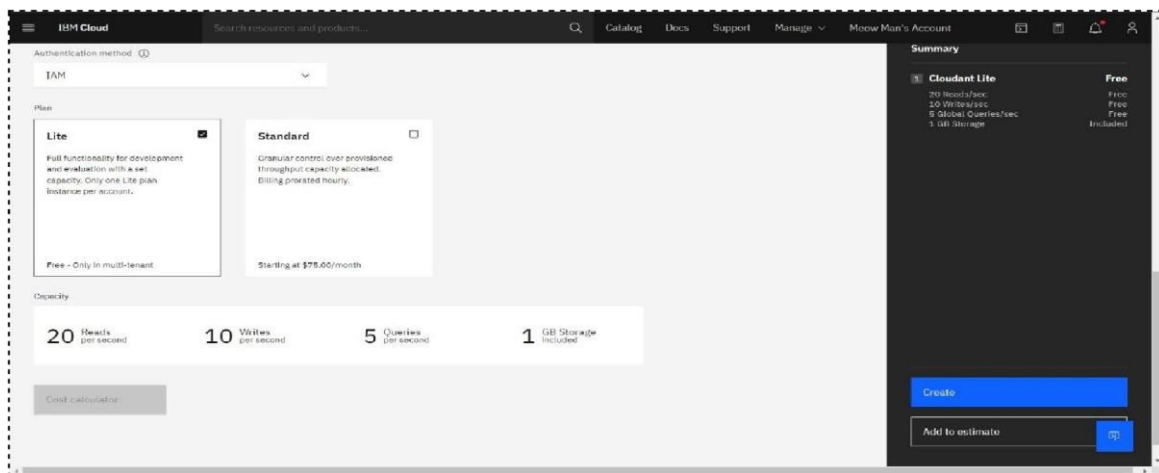 IBM Cloud
Search resources and products...
Catalog
Docs
Support
Manage
Meow Man's Account
Authentication method
IAM
Plan
Lite
Full functionality for development
and evaluation with a set
capacity. Only one Lite plan
instance per account.
Free - Only in multi-tenant
Standard
Granular control over provisioned
throughput capacity allocated.
Billing prorated hourly.
Starting at $75.00/month
Capacity
20 Reads per second
10 Writes per second
5 Queries per second
1 GB Storage included
Cost calculator
Summary
1 Cloudant Lite Free
20 Reads/sec Free
10 Writes/sec Free
5 Global Queries/sec Free
1 GB Storage Included
Create
Add to estimate